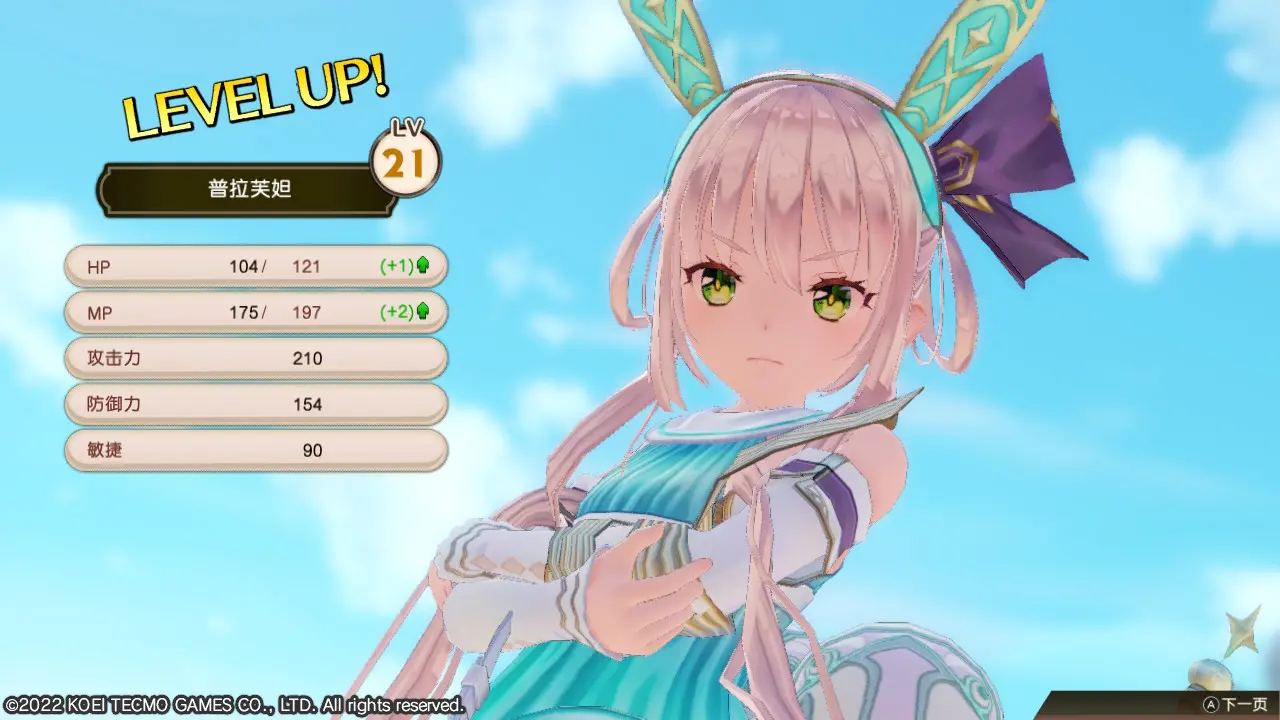 LEVEL UP!
LV
21
普拉芙妲
HP 104/ 121 (+1)
MP 175/ 197 (+2)
攻击力 210
防御力 154
敏捷 90
©2022 KOEI TECMO GAMES CO., LTD. All rights reserved.
Ⓐ下一页